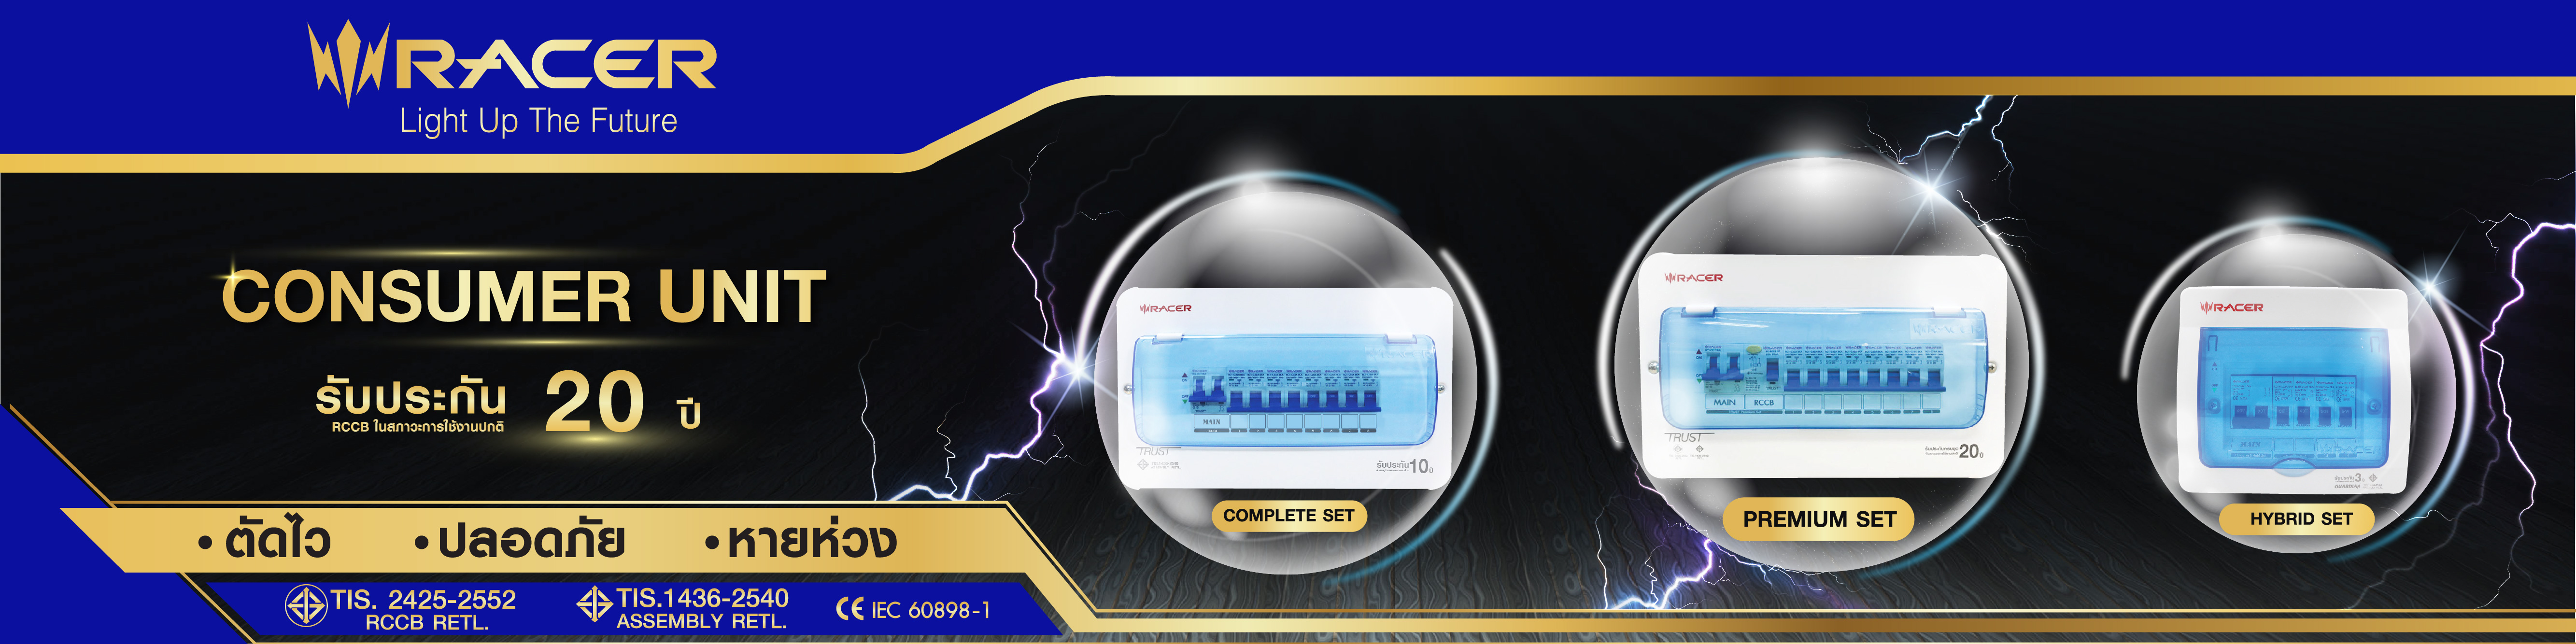 RACER
Light Up The Future
CONSUMER UNIT
รับประกัน 20 ปี
RCCB ในสภาวะการใช้งานปกติ
• ตัดไว • ปลอดภัย • หายห่วง
TIS. 2425-2552
RCCB RETL.
TIS.1436-2540
ASSEMBLY RETL.
CE IEC 60898-1
RACER
MAIN
TRUST
รับประกัน10ปี
COMPLETE SET
RACER
MAIN RCCB
TRUST
20ปี
PREMIUM SET
RACER
MAIN
3
HYBRID SET